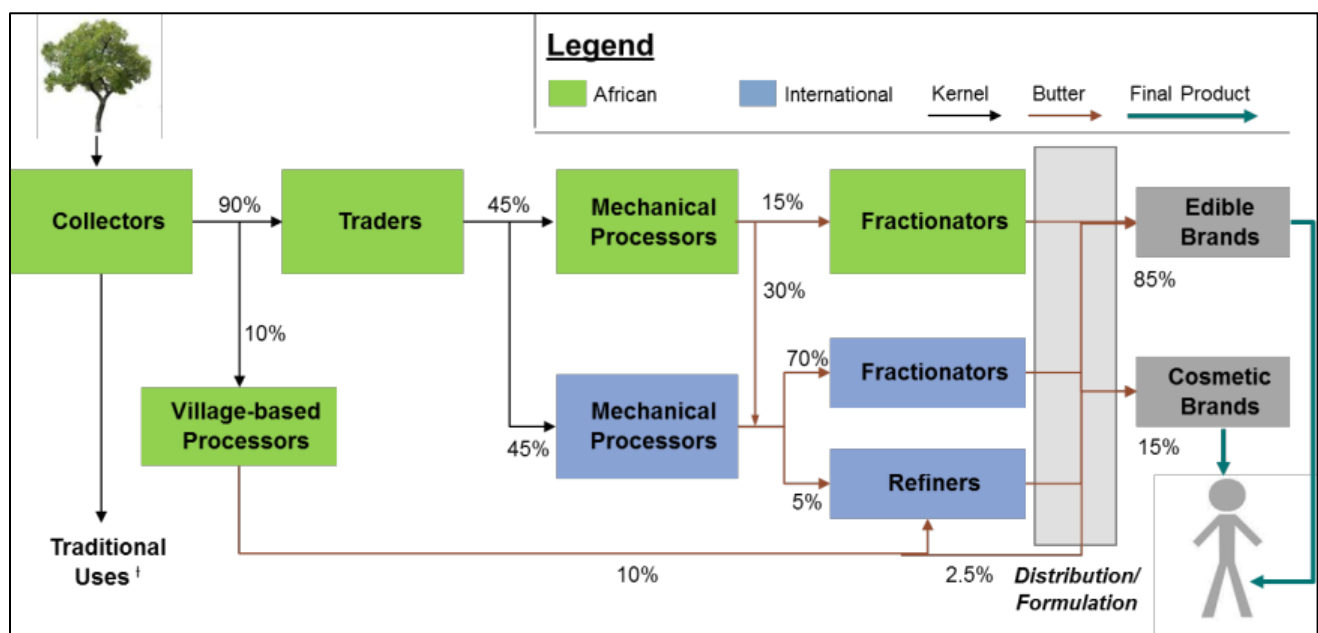 Legend
African
International
Kernel
Butter
Final Product
Collectors
90%
Traders
45%
Mechanical
Processors
15%
Fractionators
Edible
Brands
85%
30%
10%
Village-based
Processors
45%
Mechanical
Processors
70%
Fractionators
Cosmetic
Brands
15%
5%
Refiners
Traditional
Uses †
10%
2.5%
Distribution/
Formulation